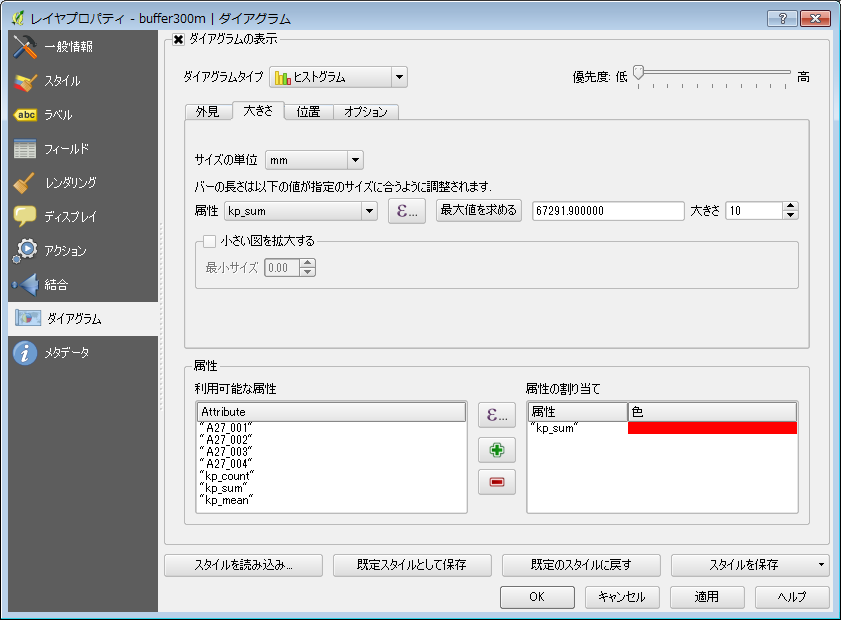 レイヤプロパティ - buffer300m | ダイアグラム
一般情報
スタイル
abc ラベル
フィールド
レンダリング
ディスプレイ
アクション
結合
ダイアグラム
メタデータ
ダイアグラムの表示
ダイアグラムタイプ ヒストグラム 優先度: 低 高
外見 大きさ 位置 オプション
サイズの単位 mm
バーの長さは以下の値が指定のサイズに合うように調整されます.
属性 kp_sum ε... 最大値を求める 67291.900000 大きさ 10
小さい図を拡大する
最小サイズ 0.00
属性
利用可能な属性
Attribute
"A27_001"
"A27_002"
"A27_003"
"A27_004"
"kp_count"
"kp_sum"
"kp_mean"
ε...
属性の割り当て
属性 色
"kp_sum"
スタイルを読み込み... 既定スタイルとして保存 既定のスタイルに戻す スタイルを保存
OK キャンセル 適用 ヘルプ